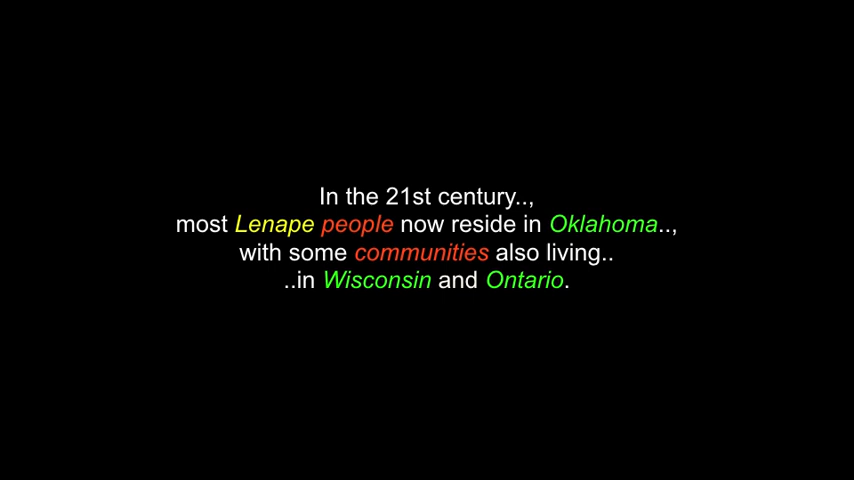 In the 21st century..,
most Lenape people now reside in Oklahoma..,
with some communities also living..
..in Wisconsin and Ontario.